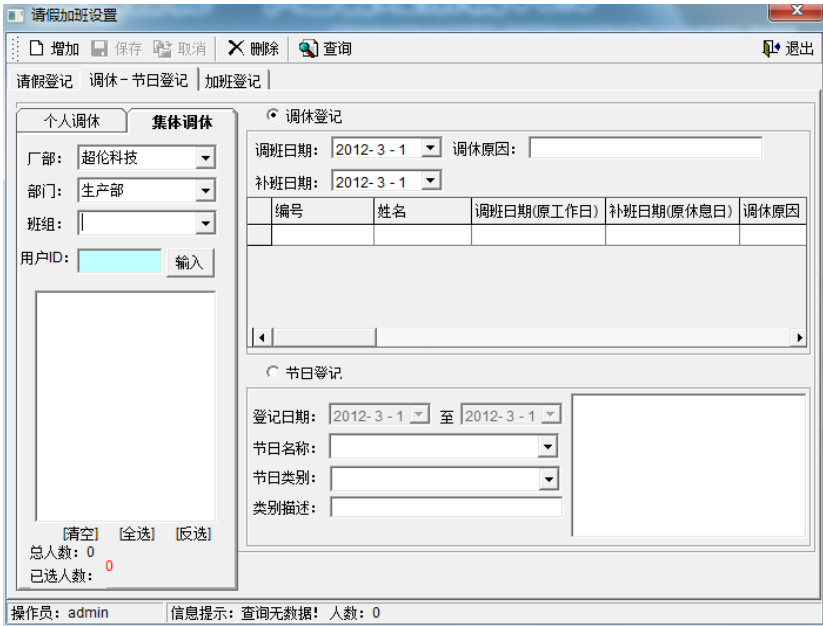 请假加班设置
增加 保存 取消 删除 查询 退出
请假登记 调休-节日登记 加班登记
个人调休 集体调休
厂部: 超伦科技
部门: 生产部
班组:
用户ID: 输入
[清空] [全选] [反选]
总人数: 0
已选人数: 0
调休登记
调班日期: 2012- 3 - 1 调休原因:
补班日期: 2012- 3 - 1
编号 姓名 调班日期(原工作日) 补班日期(原休息日) 调休原因
节日登记
登记日期: 2012- 3 - 1 至 2012- 3 - 1
节日名称:
节日类别:
类别描述:
操作员: admin 信息提示: 查询无数据! 人数: 0